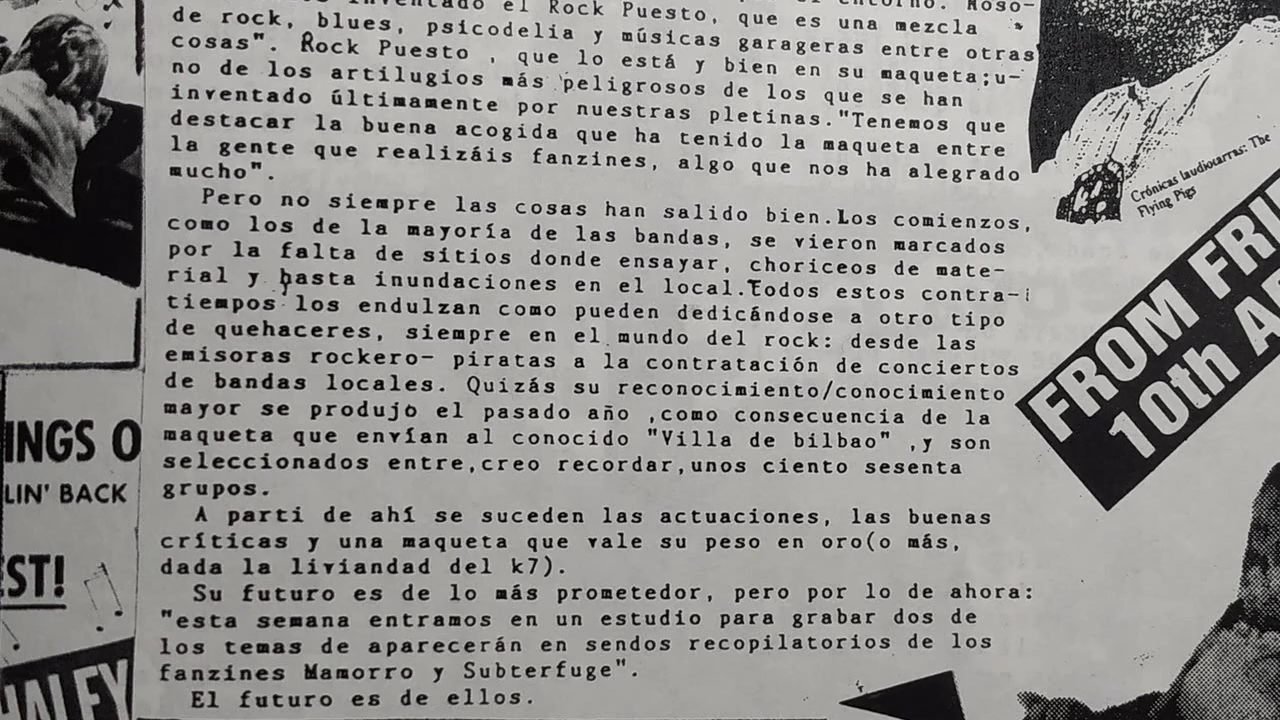 inventado el Rock Puesto, que es una mezcla
de rock, blues, psicodelia y músicas garageras entre otras
cosas". Rock Puesto , que lo está y bien en su maqueta;u-
no de los artilugios más peligrosos de los que se han
inventado últimamente por nuestras pletinas."Tenemos que
destacar la buena acogida que ha tenido la maqueta entre
la gente que realizáis fanzines, algo que nos ha alegrado
mucho".
Pero no siempre las cosas han salido bien.Los comienzos,
como los de la mayoría de las bandas, se vieron marcados
por la falta de sitios donde ensayar, choriceos de mate-
rial y hasta inundaciones en el local.Todos estos contra-
tiempos los endulzan como pueden dedicándose a otro tipo
de quehaceres, siempre en el mundo del rock: desde las
emisoras rockero- piratas a la contratación de conciertos
de bandas locales. Quizás su reconocimiento/conocimiento
mayor se produjo el pasado año ,como consecuencia de la
maqueta que envían al conocido "Villa de bilbao" ,y son
seleccionados entre,creo recordar,unos ciento sesenta
grupos.
A parti de ahí se suceden las actuaciones, las buenas
críticas y una maqueta que vale su peso en oro(o más,
dada la liviandad del k7).
Su futuro es de lo más prometedor, pero por lo de ahora:
"esta semana entramos en un estudio para grabar dos de
los temas de aparecerán en sendos recopilatorios de los
fanzines Mamorro y Subterfuge".
El futuro es de ellos.
Crónicas laudiotarras: The
Flying Pigs
FROM FRI
10th A
INGS O
LIN' BACK
ST!
HALEY